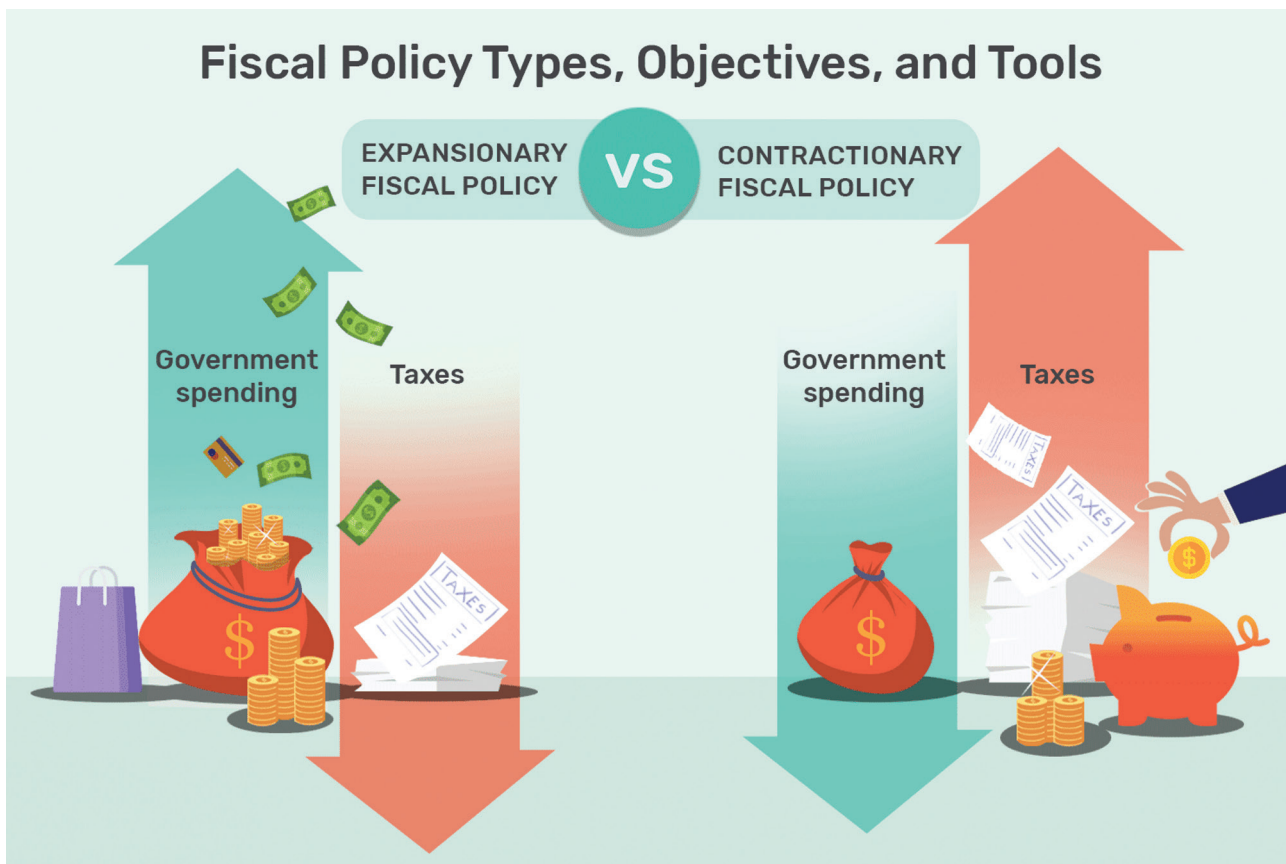 Fiscal Policy Types, Objectives, and Tools
EXPANSIONARY
FISCAL POLICY
VS
CONTRACTIONARY
FISCAL POLICY
Government
spending
Taxes
Government
spending
Taxes
$
TAXES
$
TAXES
TAXES
$